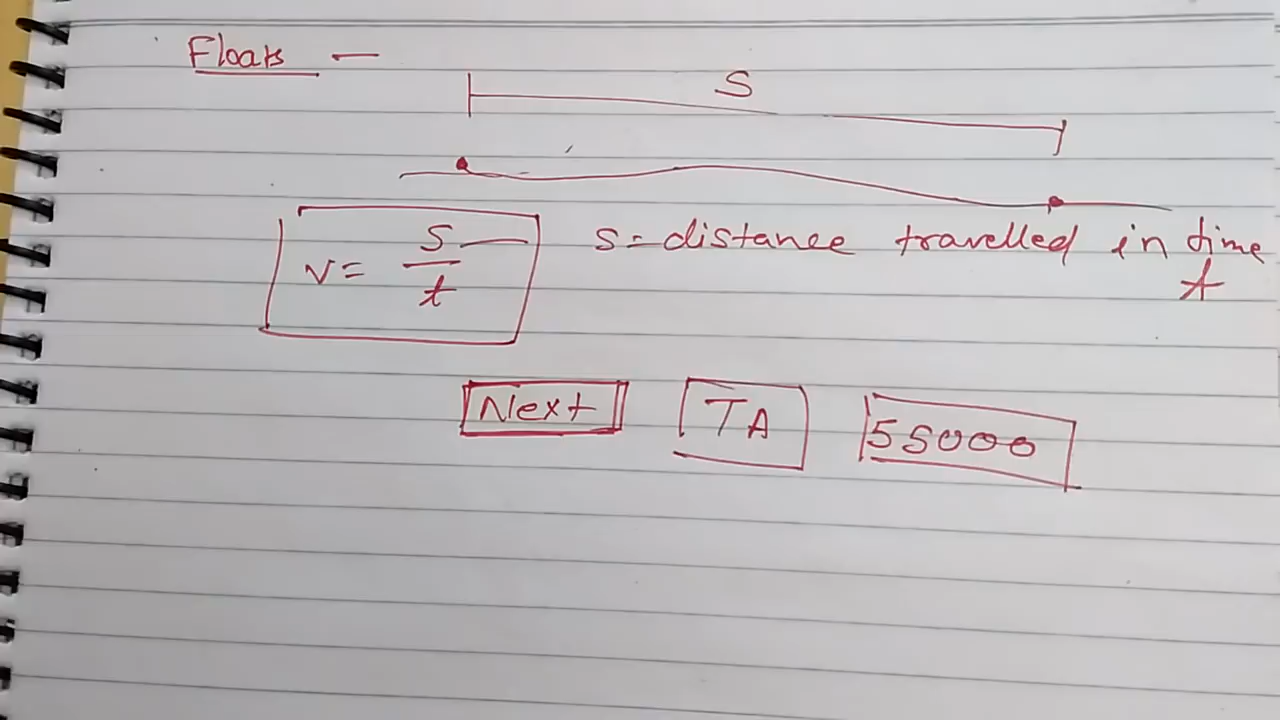 Floats —
S
v = S/t
S = distance travelled in time
t
Next TA 55000